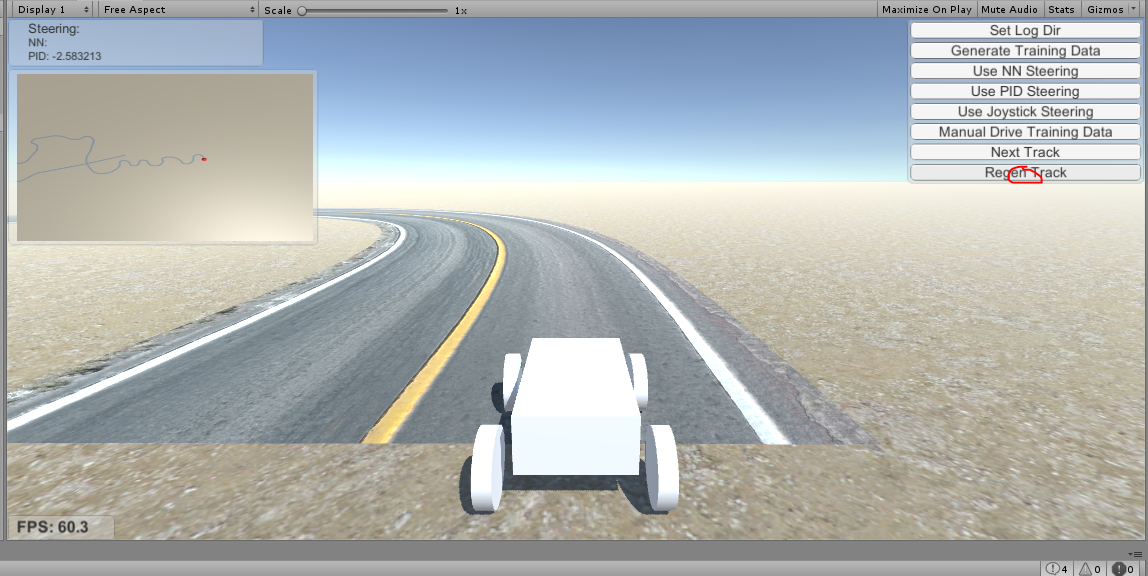 Display 1 Free Aspect Scale 1x Maximize On Play Mute Audio Stats Gizmos
Steering:
NN:
PID: -2.583213
Set Log Dir
Generate Training Data
Use NN Steering
Use PID Steering
Use Joystick Steering
Manual Drive Training Data
Next Track
Regen Track
FPS: 60.3
4 0 0